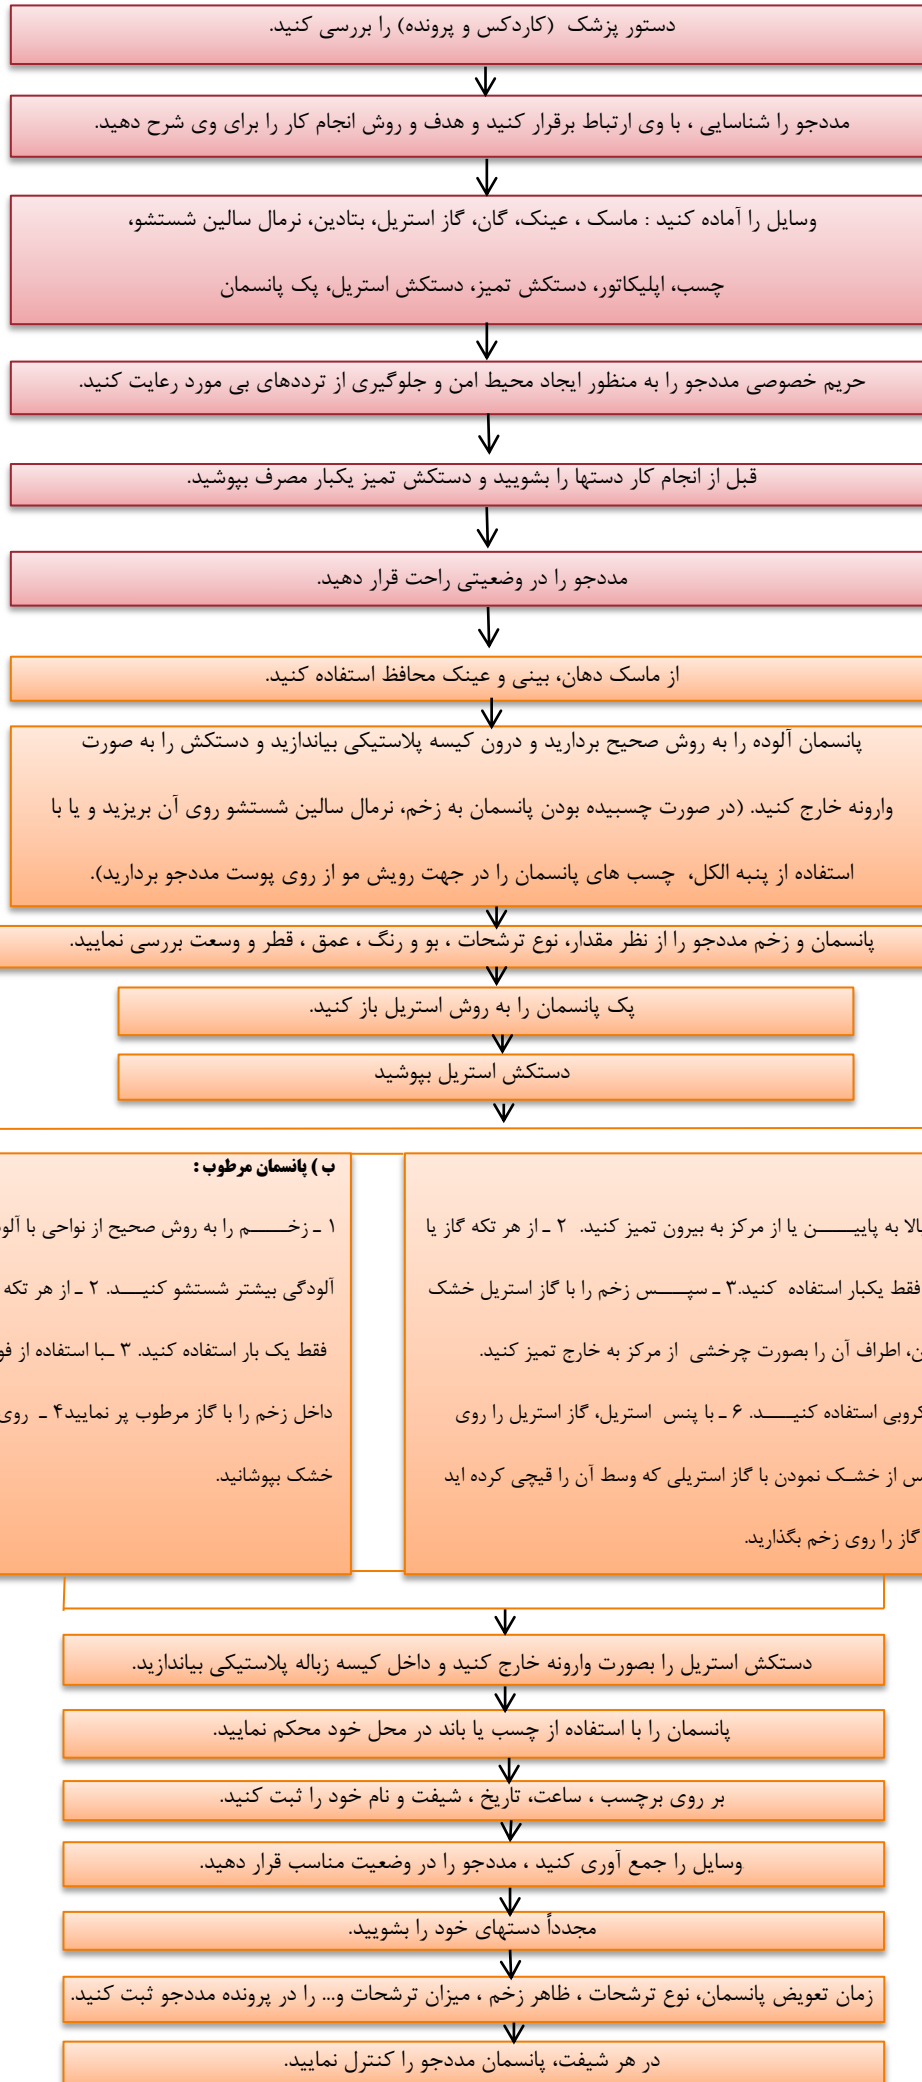 دستور پزشک (کاردکس و پرونده) را بررسی کنید.
مددجو را شناسایی ، با وی ارتباط برقرار کنید و هدف و روش انجام کار را برای وی شرح دهید.
وسایل را آماده کنید : ماسک ، عینک، گان، گاز استریل، بتادین، نرمال سالین شستشو،
چسب، اپلیکاتور، دستکش تمیز، دستکش استریل، پک پانسمان
حریم خصوصی مددجو را به منظور ایجاد محیط امن و جلوگیری از ترددهای بی مورد رعایت کنید.
قبل از انجام کار دستها را بشویید و دستکش تمیز یکبار مصرف بپوشید.
مددجو را در وضعیتی راحت قرار دهید.
از ماسک دهان، بینی و عینک محافظ استفاده کنید.
پانسمان آلوده را به روش صحیح بردارید و درون کیسه پلاستیکی بیاندازید و دستکش را به صورت
وارونه خارج کنید. (در صورت چسبیده بودن پانسمان به زخم، نرمال سالین شستشو روی آن بریزید و یا با
استفاده از پنبه الکل، چسب های پانسمان را در جهت رویش مو از روی پوست مددجو بردارید).
پانسمان و زخم مددجو را از نظر مقدار، نوع ترشحات ، بو و رنگ ، عمق ، قطر و وسعت بررسی نمایید.
پک پانسمان را به روش استریل باز کنید.
دستکش استریل بپوشید
به پاییـــــن یا از مرکز به بیرون تمیز کنید. ۲ ـ از هر تکه گاز یا
فقط یکبار استفاده کنید.۳ ـ سپـــــس زخم را با گاز استریل خشک
اطراف آن را بصورت چرخشی از مرکز به خارج تمیز کنید.
استفاده کنیـــــد. ۶ ـ با پنس استریل، گاز استریل را روی
از خشـک نمودن با گاز استریلی که وسط آن را قیچی کرده اید
گاز را روی زخم بگذارید.
ب ) پانسمان مرطوب :
۱ ـ زخـــــم را به روش صحیح از نواحی با
آلودگی بیشتر شستشو کنیـــــد. ۲ ـ از هر تکه
فقط یک بار استفاده کنید. ۳ ـبا استفاده از
داخل زخم را با گاز مرطوب پر نمایید۴ ـ روی
خشک بپوشانید.
دستکش استریل را بصورت وارونه خارج کنید و داخل کیسه زباله پلاستیکی بیاندازید.
پانسمان را با استفاده از چسب یا باند در محل خود محکم نمایید.
بر روی برچسب ، ساعت، تاریخ ، شیفت و نام خود را ثبت کنید.
وسایل را جمع آوری کنید ، مددجو را در وضعیت مناسب قرار دهید.
مجدداً دستهای خود را بشویید.
زمان تعویض پانسمان، نوع ترشحات ، ظاهر زخم ، میزان ترشحات و... را در پرونده مددجو ثبت کنید.
در هر شیفت، پانسمان مددجو را کنترل نمایید.